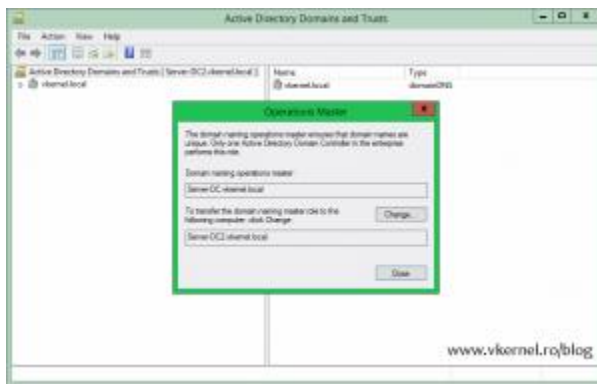 Active Directory Domains and Trusts
File Action View Help
Active Directory Domains and Trusts [ Server-DC2.vkernel.local ]
vkernel.local
Name
Type
vkernel.local
domainDNS
Operations Master
The domain naming operations master ensures that domain names are
unique. Only one Active Directory Domain Controller in the enterprise
performs this role.
Domain naming operations master:
Server-DC.vkernel.local
To transfer the domain naming master role to the
following computer, click Change.
Change...
Server-DC2.vkernel.local
Close
www.vkernel.ro/blog